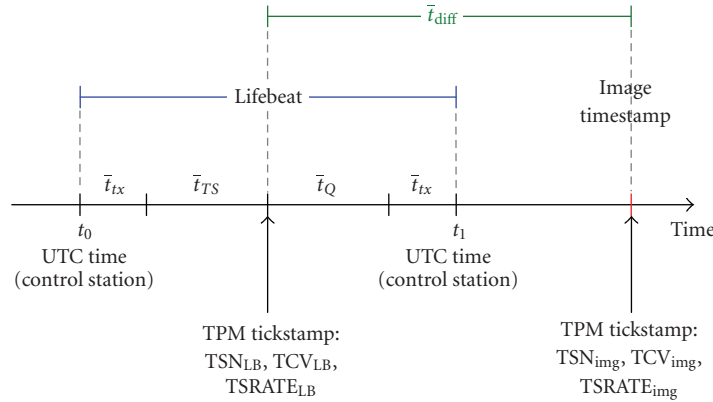 t̅diff
Lifebeat
Image
timestamp
t̅tx
t̅TS
t̅Q
t̅tx
t0
t1
Time
UTC time
(control station)
UTC time
(control station)
TPM tickstamp:
TSNLB, TCVLB,
TSRATELB
TPM tickstamp:
TSNimg, TCVimg,
TSRATEimg